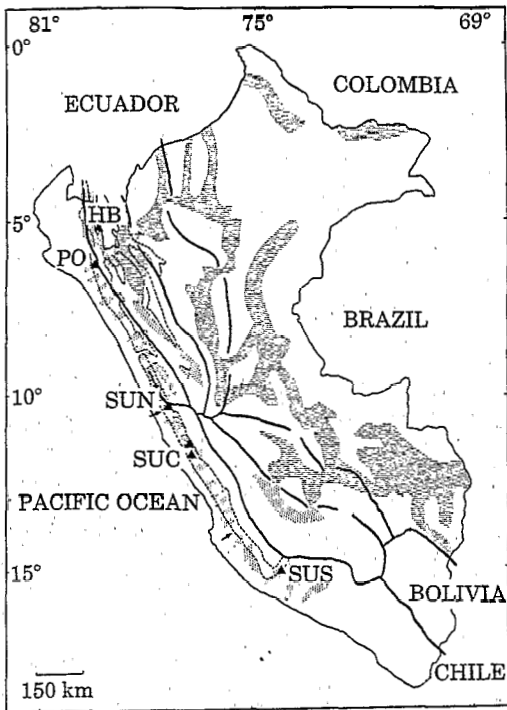 81° 75° 69°
0°
COLOMBIA
ECUADOR
HB
5°
PO
BRAZIL
10°
SUN
SUC
PACIFIC OCEAN
15°
SUS
BOLIVIA
CHILE
150 km